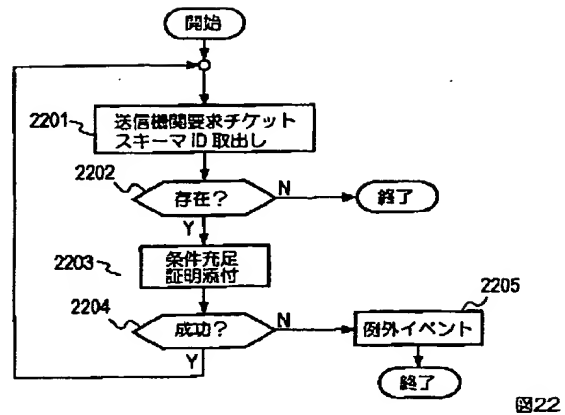 開始
2201
送信機関要求チケット
スキーマID取出し
2202
存在?
N
終了
Y
2203
条件充足
証明添付
2204
成功?
N
2205
例外イベント
Y
終了
図22